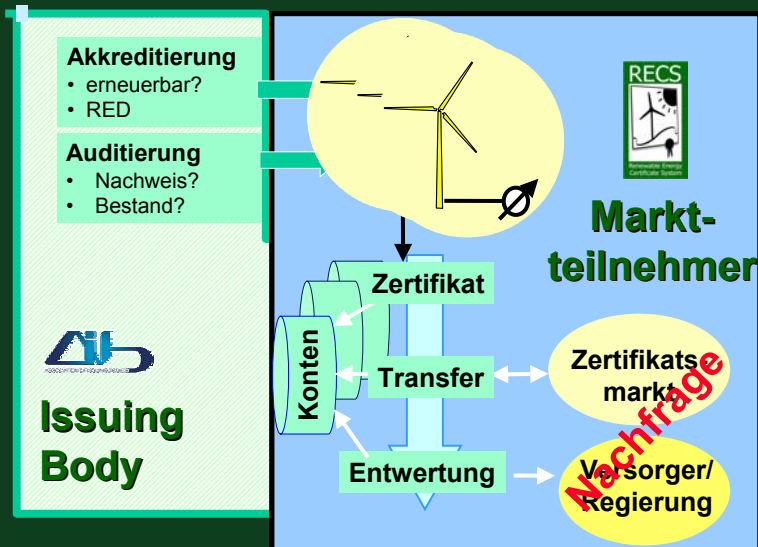 Akkreditierung
• erneuerbar?
• RED
Auditierung
• Nachweis?
• Bestand?
RECS
Renewable Energy
Certificate System
Markt-
teilnehmer
Zertifikat
Konten
Transfer
Entwertung
Zertifikats-
markt
Nachfrage
Versorger/
Regierung
Issuing
Body